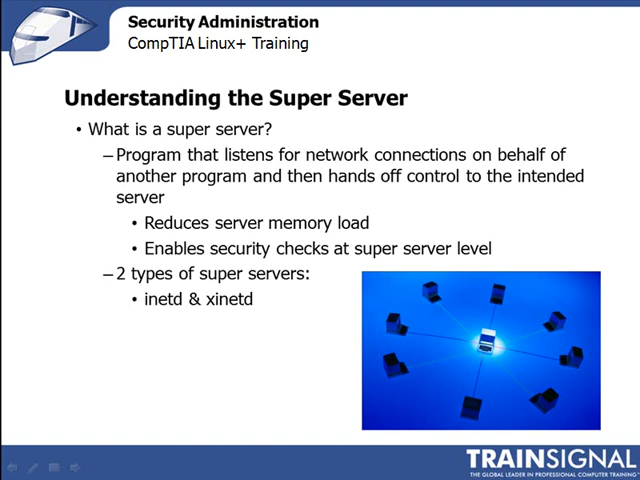 Security Administration
CompTIA Linux+ Training
Understanding the Super Server
• What is a super server?
– Program that listens for network connections on behalf of
another program and then hands off control to the intended
server
• Reduces server memory load
• Enables security checks at super server level
– 2 types of super servers:
• inetd & xinetd
TRAINSIGNAL
THE GLOBAL LEADER IN PROFESSIONAL COMPUTER TRAINING